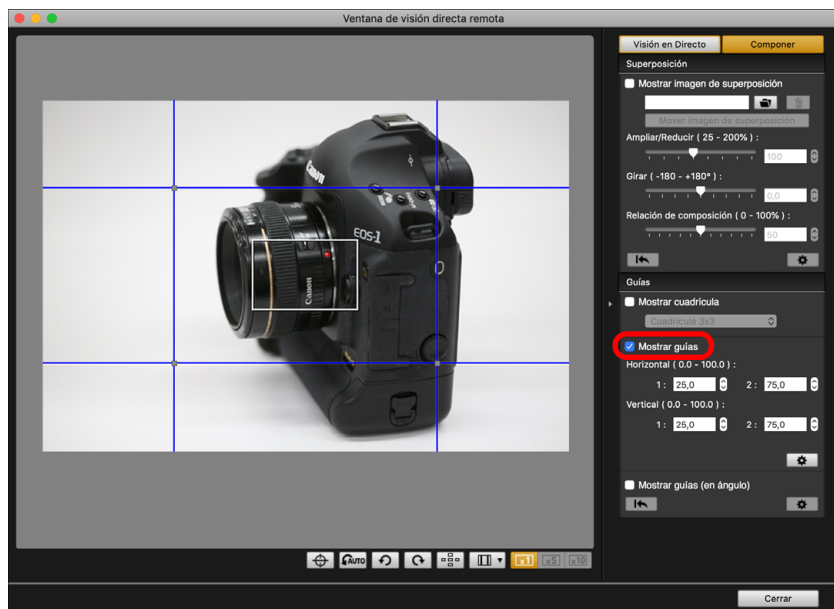 Ventana de visión directa remota
Visión en Directo
Componer
Superposición
Mostrar imagen de superposición
Mover imagen de superposición
Ampliar/Reducir ( 25 - 200% ) :
100
Girar ( -180 - +180º ) :
0,0
Relación de composición ( 0 - 100% ) :
50
Guías
Mostrar cuadrícula
Cuadrícula 3x3
Mostrar guías
Horizontal ( 0.0 - 100.0 ) :
1 : 25,0 2 : 75,0
Vertical ( 0.0 - 100.0 ) :
1 : 25,0 2 : 75,0
Mostrar guías (en ángulo)
Canon
EOS-1
Canon
AUTO
x1 x5 x10
Cerrar